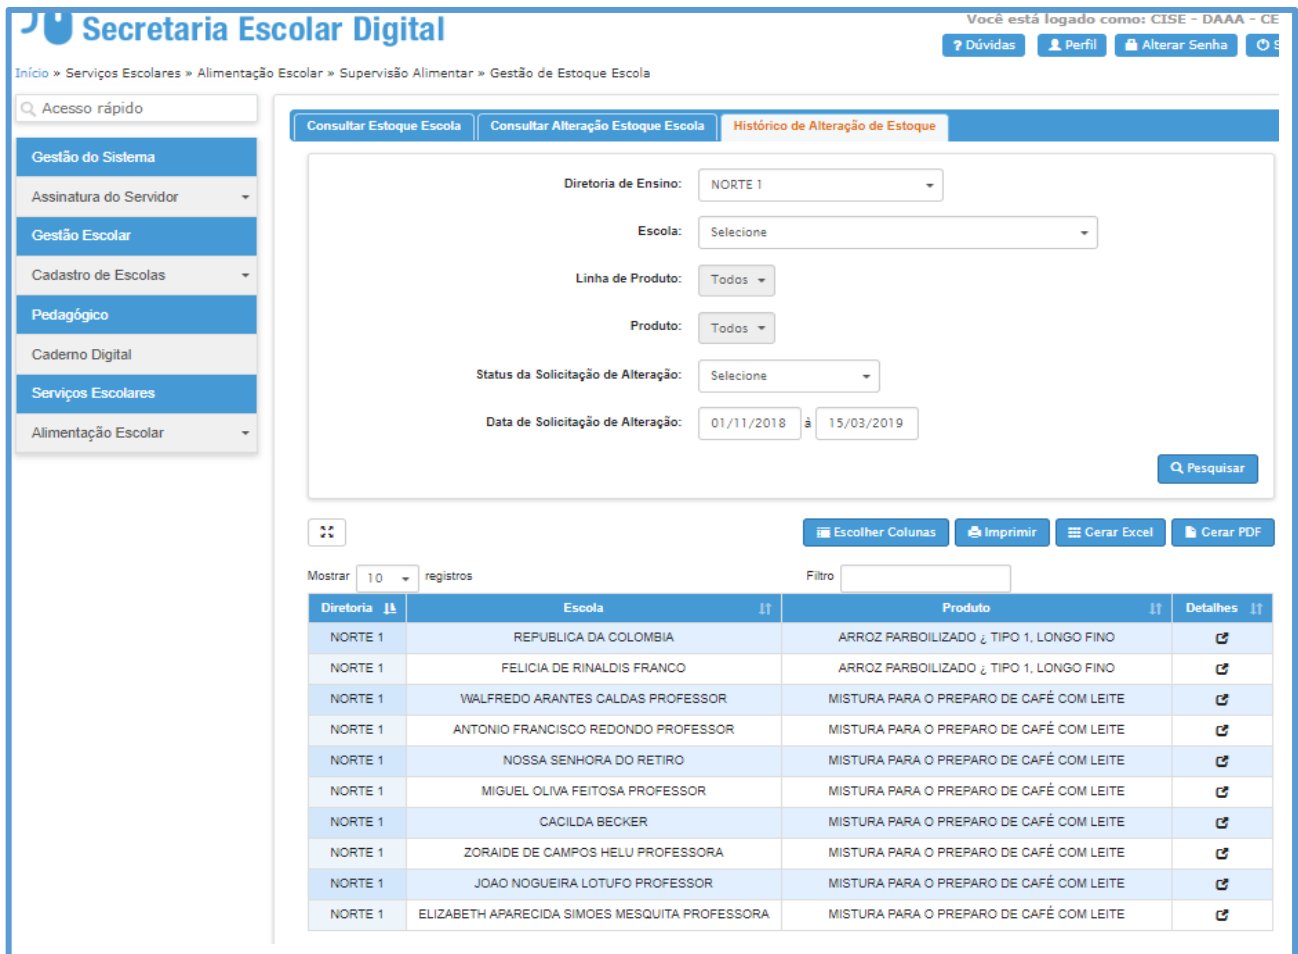 Secretaria Escolar Digital
Você está logado como: CISE - DAAA - CE
? Dúvidas Perfil Alterar Senha
Início » Serviços Escolares » Alimentação Escolar » Supervisão Alimentar » Gestão de Estoque Escola
Acesso rápido
Gestão do Sistema
Assinatura do Servidor
Gestão Escolar
Cadastro de Escolas
Pedagógico
Caderno Digital
Serviços Escolares
Alimentação Escolar
Consultar Estoque Escola Consultar Alteração Estoque Escola Histórico de Alteração de Estoque
Diretoria de Ensino: NORTE 1
Escola: Selecione
Linha de Produto: Todos
Produto: Todos
Status da Solicitação de Alteração: Selecione
Data de Solicitação de Alteração: 01/11/2018 à 15/03/2019
Pesquisar
Escolher Colunas Imprimir Gerar Excel Gerar PDF
Mostrar 10 registros Filtro
Diretoria Escola Produto Detalhes
NORTE 1 REPUBLICA DA COLOMBIA ARROZ PARBOILIZADO ¿ TIPO 1, LONGO FINO
NORTE 1 FELICIA DE RINALDIS FRANCO ARROZ PARBOILIZADO ¿ TIPO 1, LONGO FINO
NORTE 1 WALFREDO ARANTES CALDAS PROFESSOR MISTURA PARA O PREPARO DE CAFÉ COM LEITE
NORTE 1 ANTONIO FRANCISCO REDONDO PROFESSOR MISTURA PARA O PREPARO DE CAFÉ COM LEITE
NORTE 1 NOSSA SENHORA DO RETIRO MISTURA PARA O PREPARO DE CAFÉ COM LEITE
NORTE 1 MIGUEL OLIVA FEITOSA PROFESSOR MISTURA PARA O PREPARO DE CAFÉ COM LEITE
NORTE 1 CACILDA BECKER MISTURA PARA O PREPARO DE CAFÉ COM LEITE
NORTE 1 ZORAIDE DE CAMPOS HELU PROFESSORA MISTURA PARA O PREPARO DE CAFÉ COM LEITE
NORTE 1 JOAO NOGUEIRA LOTUFO PROFESSOR MISTURA PARA O PREPARO DE CAFÉ COM LEITE
NORTE 1 ELIZABETH APARECIDA SIMOES MESQUITA PROFESSORA MISTURA PARA O PREPARO DE CAFÉ COM LEITE